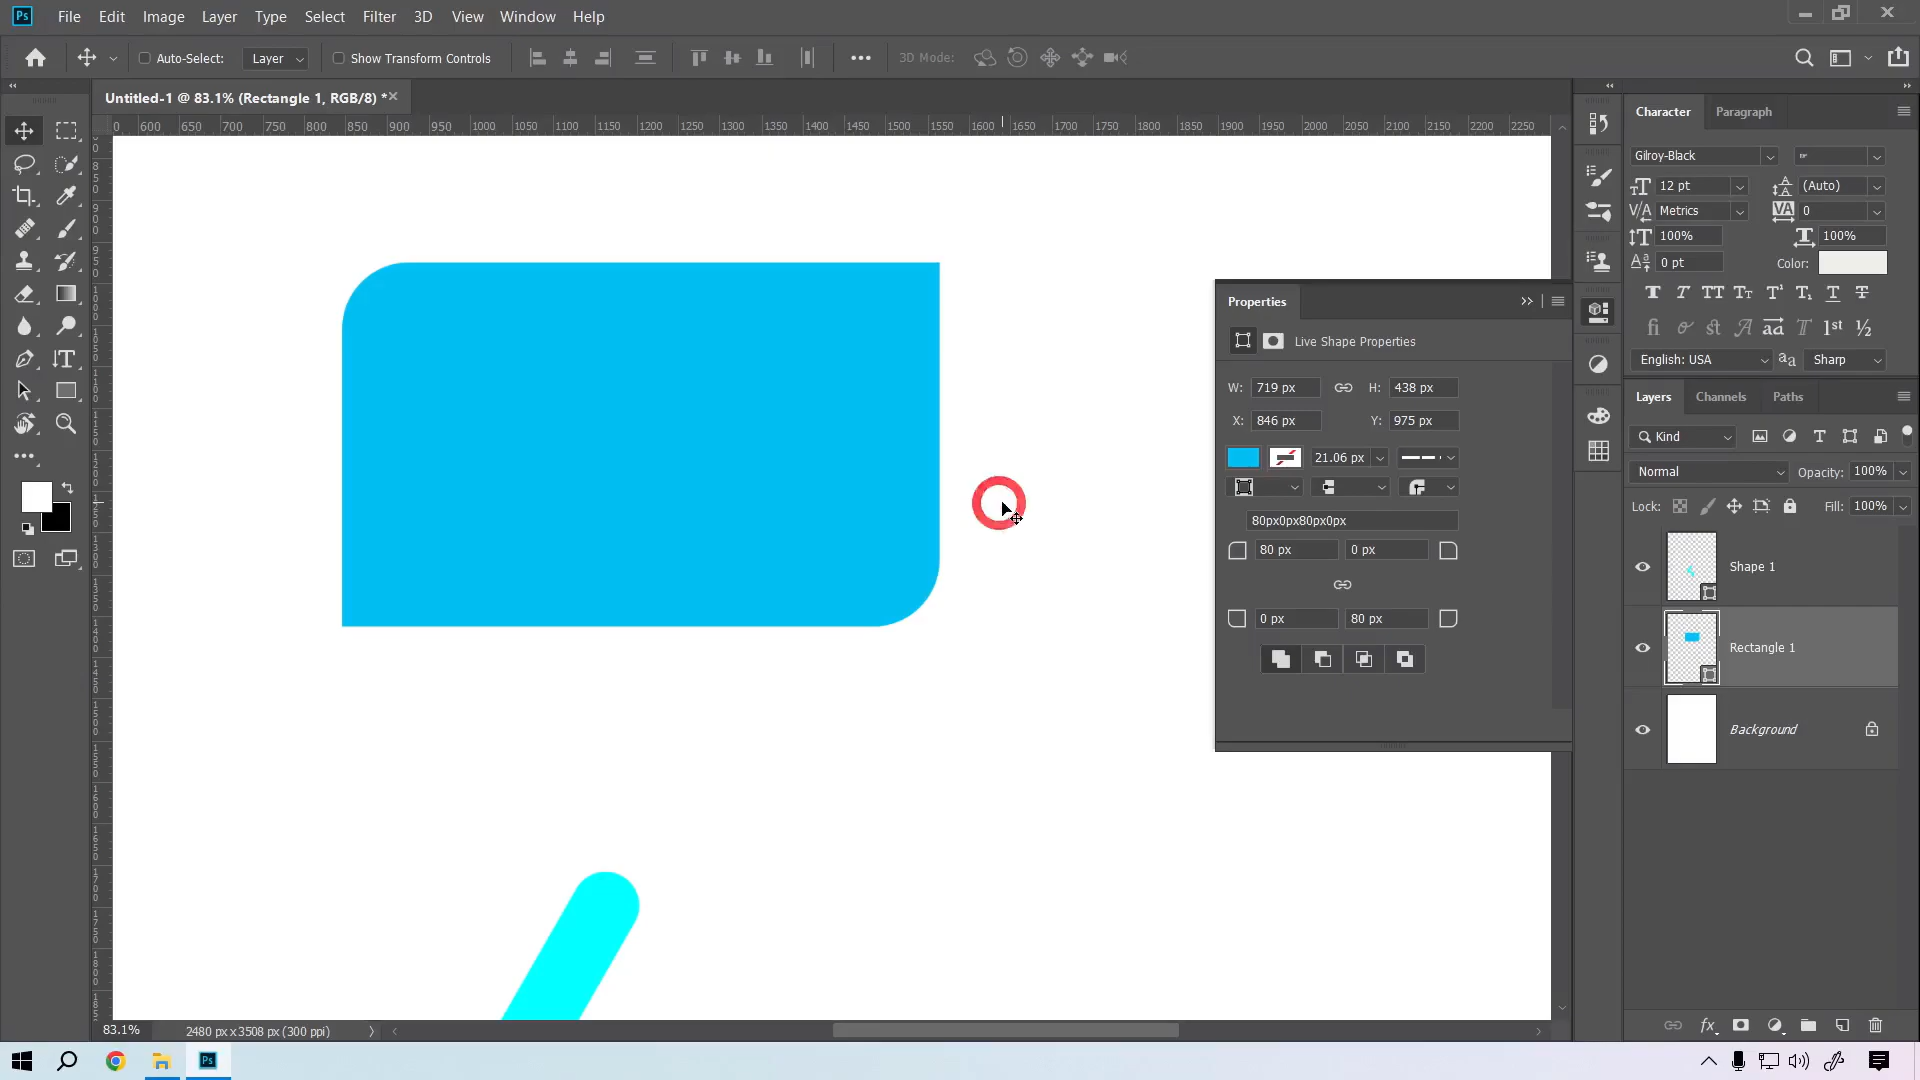 Ps File Edit Image Layer Type Select Filter 3D View Window Help
Auto-Select: Layer Show Transform Controls 3D Mode:
Untitled-1 @ 83.1% (Rectangle 1, RGB/8) *
0 600 650 700 750 800 850 900 950 1000 1050 1100 1150 1200 1250 1300 1350 1400 1450 1500 1550 1600 1650 1700 1750 1800 1850 1900 1950 2000 2050 2100 2150 2200 2250
Character Paragraph
Gilroy-Black
12 pt (Auto)
Metrics 0
100% 100%
0 pt Color:
English: USA Sharp
Properties
Live Shape Properties
W: 719 px H: 438 px
X: 846 px Y: 975 px
21.06 px
80px0px80px0px
80 px 0 px
0 px 80 px
Layers Channels Paths
Kind
Normal Opacity: 100%
Lock: Fill: 100%
Shape 1
Rectangle 1
Background
83.1% 2480 px x 3508 px (300 ppi)
Ps